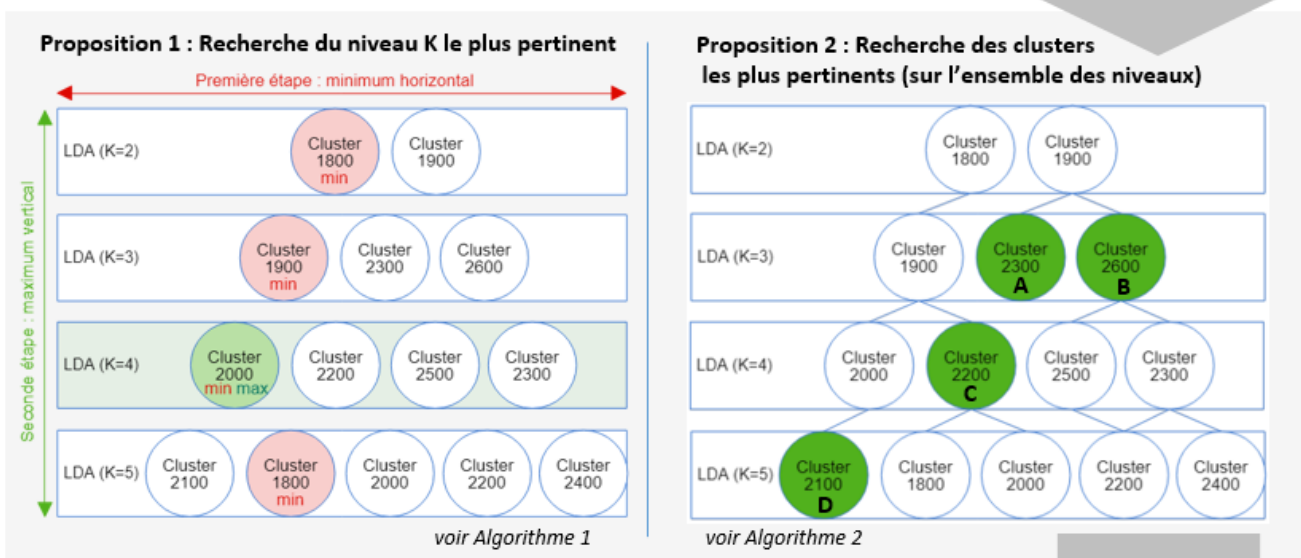 Proposition 1 : Recherche du niveau K le plus pertinent
Première étape : minimum horizontal
Seconde étape : maximum vertical
LDA (K=2)
Cluster
1800
min
Cluster
1900
LDA (K=3)
Cluster
1900
min
Cluster
2300
Cluster
2600
LDA (K=4)
Cluster
2000
min max
Cluster
2200
Cluster
2500
Cluster
2300
LDA (K=5)
Cluster
2100
Cluster
1800
min
Cluster
2000
Cluster
2200
Cluster
2400
voir Algorithme 1
Proposition 2 : Recherche des clusters
les plus pertinents (sur l'ensemble des niveaux)
LDA (K=2)
Cluster
1800
Cluster
1900
LDA (K=3)
Cluster
1900
Cluster
2300
A
Cluster
2600
B
LDA (K=4)
Cluster
2000
Cluster
2200
C
Cluster
2500
Cluster
2300
LDA (K=5)
Cluster
2100
D
Cluster
1800
Cluster
2000
Cluster
2200
Cluster
2400
voir Algorithme 2